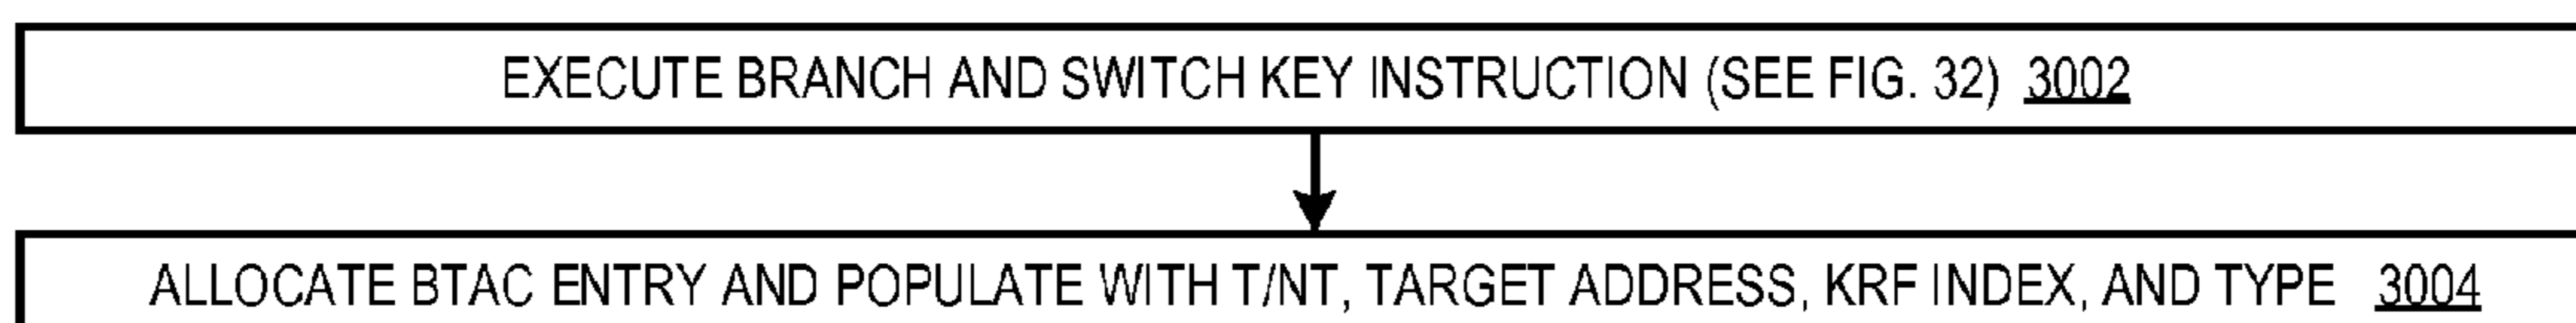 EXECUTE BRANCH AND SWITCH KEY INSTRUCTION (SEE FIG. 32) 3002
ALLOCATE BTAC ENTRY AND POPULATE WITH T/NT, TARGET ADDRESS, KRF INDEX, AND TYPE 3004